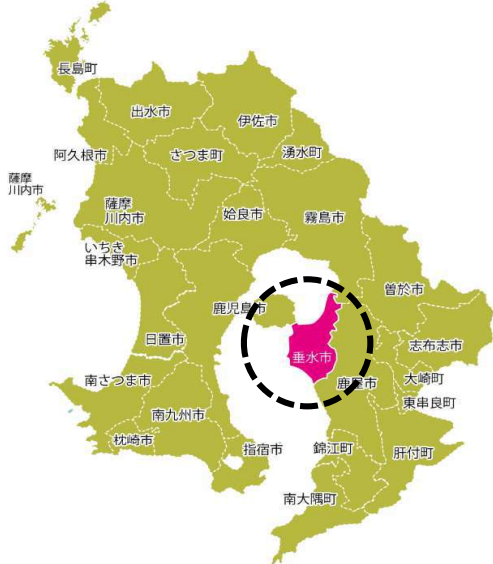 長島町
出水市
伊佐市
阿久根市
さつま町
湧水町
薩摩
川内市
薩摩
川内市
姶良市
霧島市
いちき
串木野市
曽於市
鹿児島市
日置市
志布志市
垂水市
南さつま市
鹿屋市
大崎町
東串良町
南九州市
枕崎市
指宿市
錦江町
肝付町
南大隅町